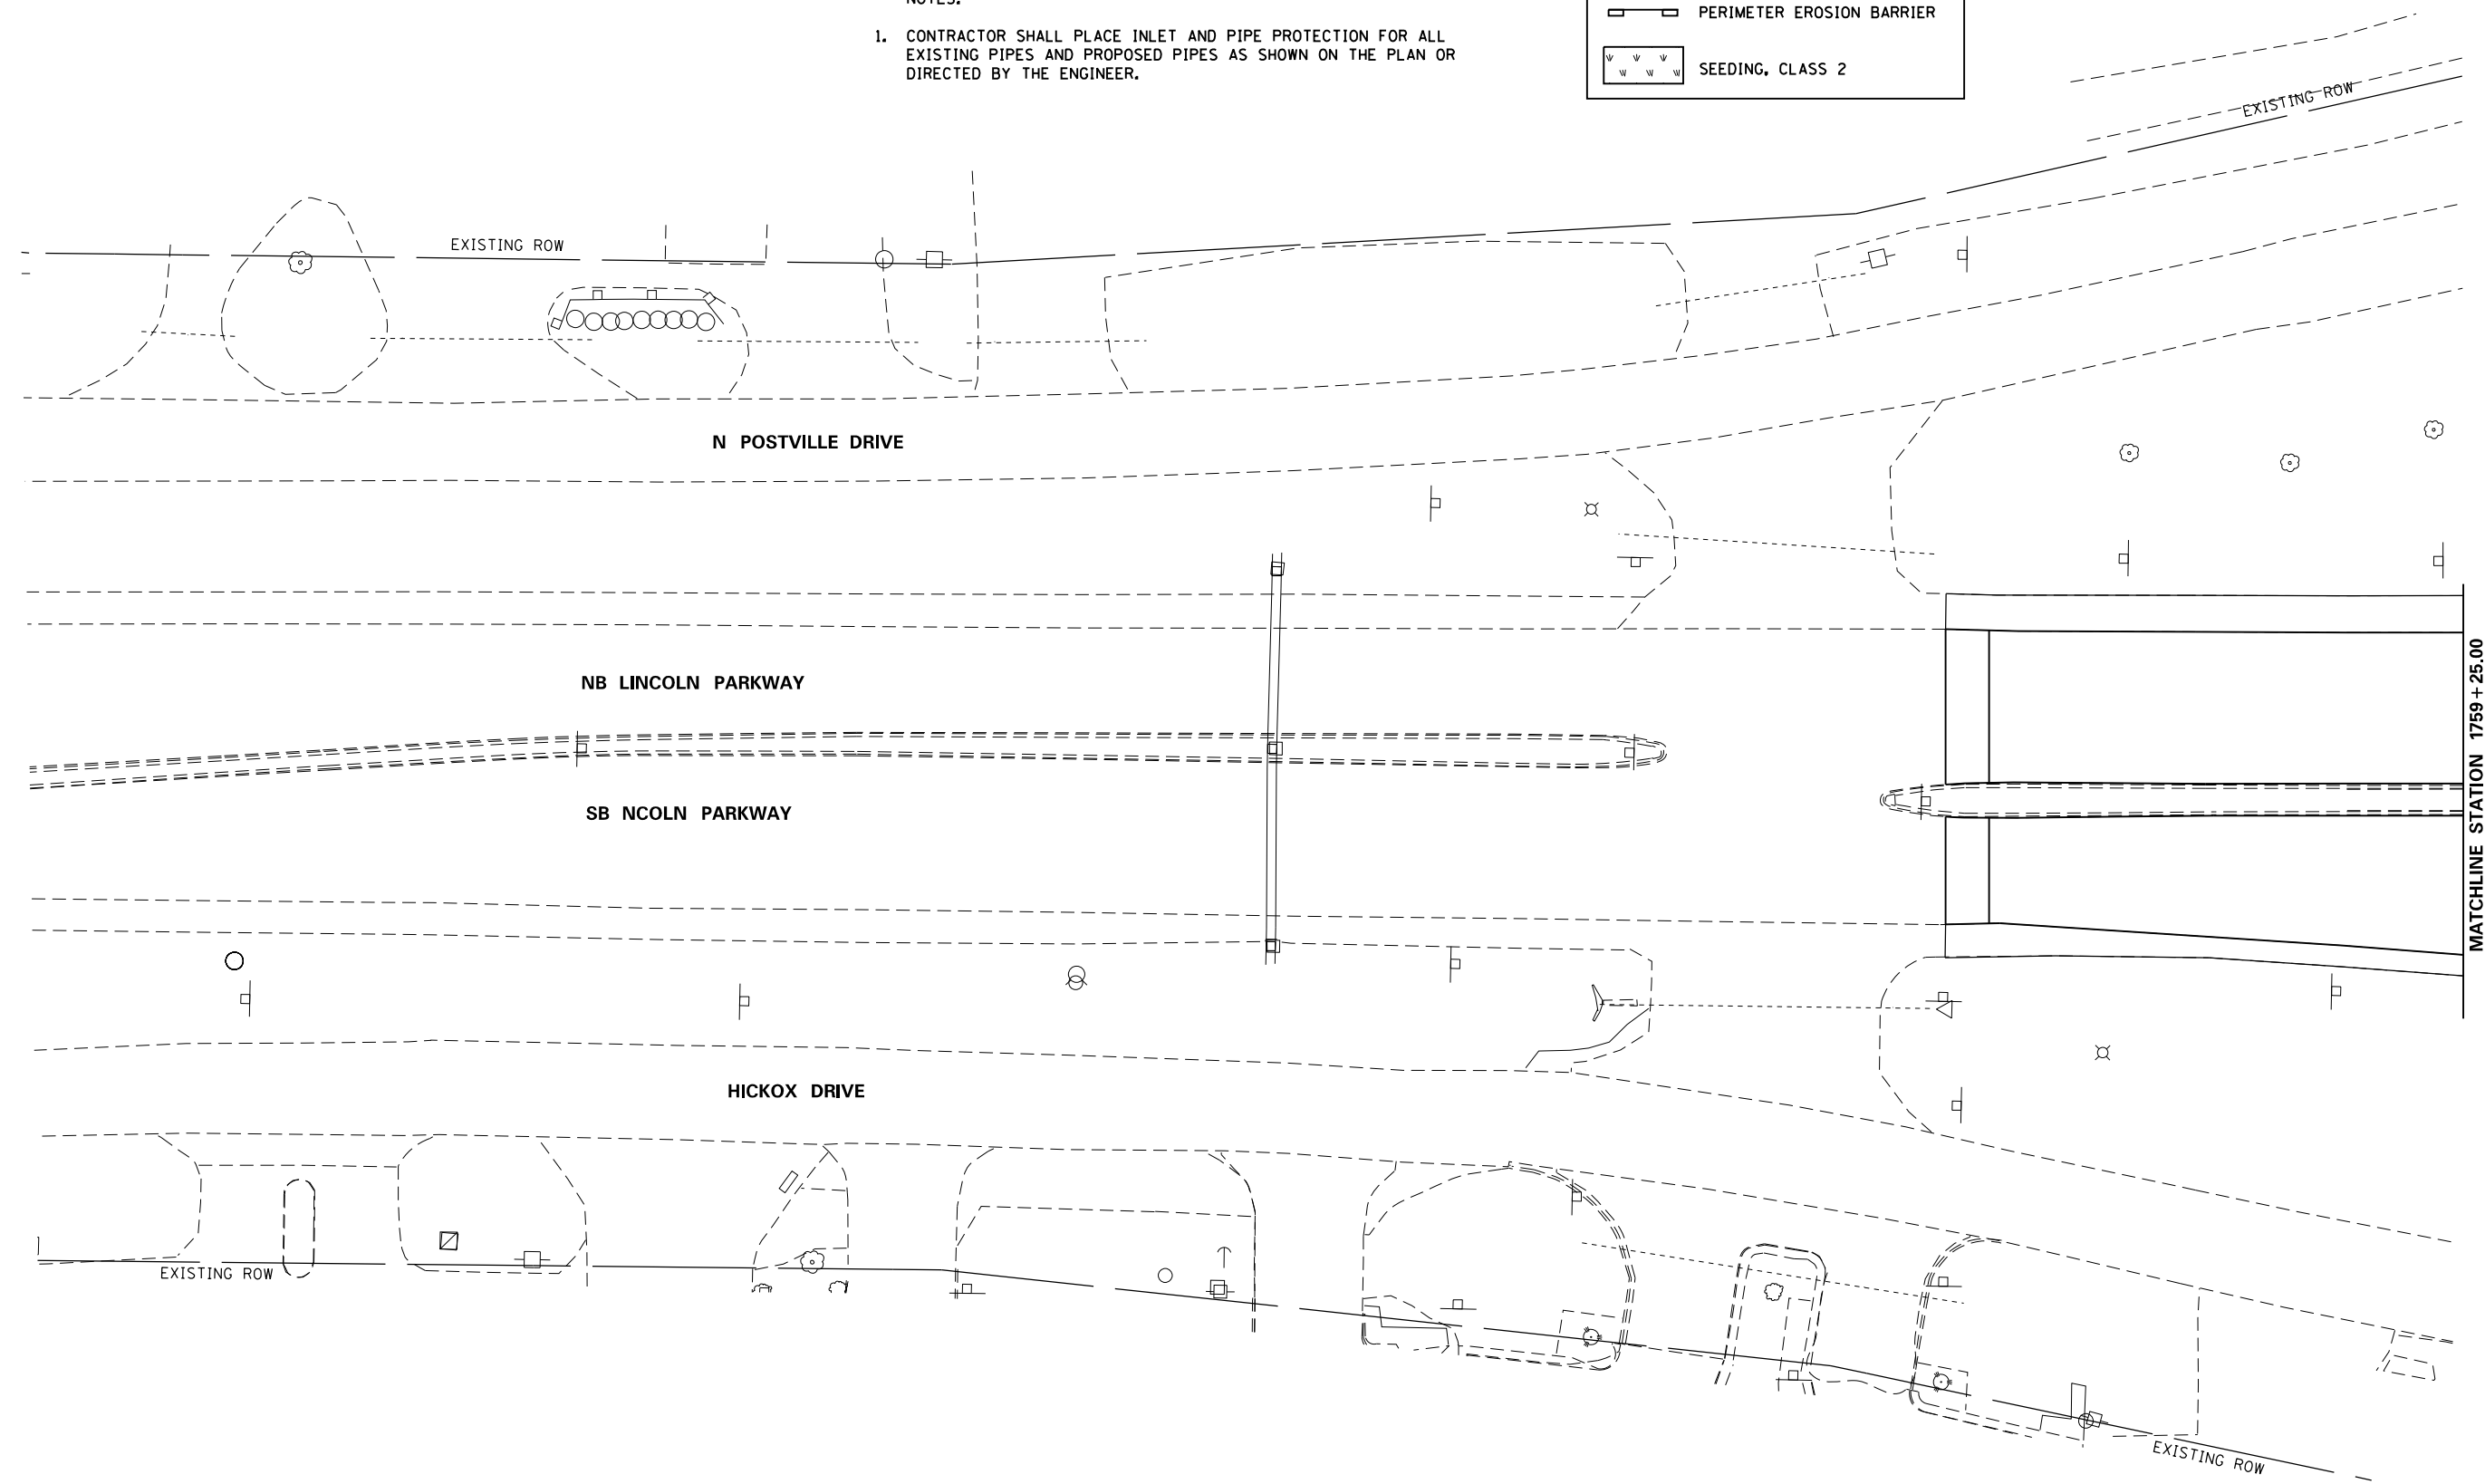 NOTES:
1. CONTRACTOR SHALL PLACE INLET AND PIPE PROTECTION FOR ALL
EXISTING PIPES AND PROPOSED PIPES AS SHOWN ON THE PLAN OR
DIRECTED BY THE ENGINEER.
PERIMETER EROSION BARRIER
SEEDING, CLASS 2
EXISTING ROW
EXISTING ROW
N POSTVILLE DRIVE
NB LINCOLN PARKWAY
SB NCOLN PARKWAY
MATCHLINE STATION 1759+25.00
HICKOX DRIVE
EXISTING ROW
EXISTING ROW